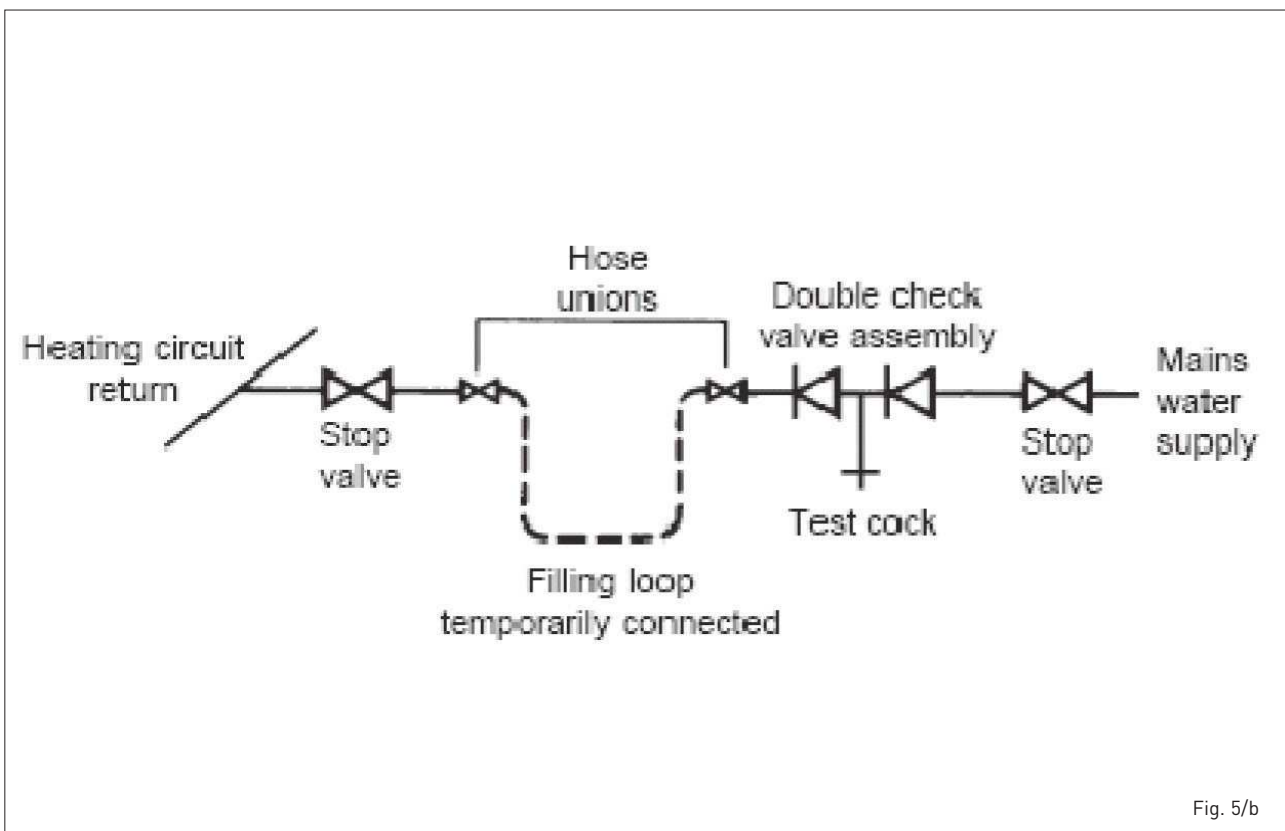 Hose
unions
Double check
valve assembly
Heating circuit
return
Mains
water
supply
Stop
valve
Stop
valve
Test cock
Filling loop
temporarily connected
Fig. 5/b